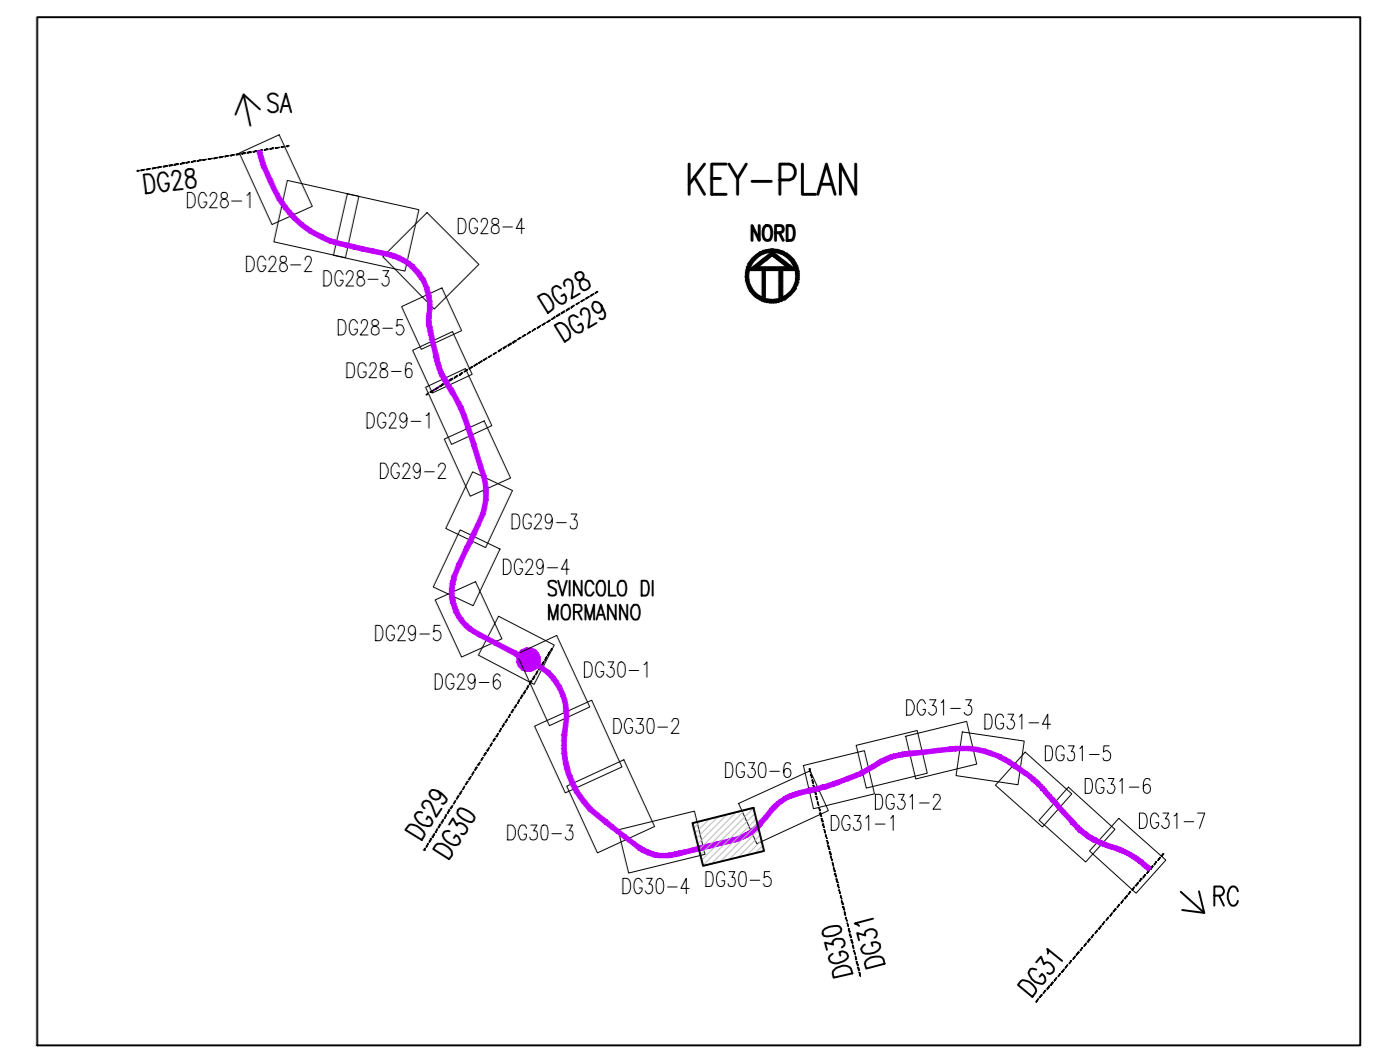 SA
DG28
DG28-1
DG28-2
DG28-3
DG28-4
KEY-PLAN
NORD
DG28
DG29
DG28-5
DG28-6
DG29-1
DG29-2
DG29-3
DG29-4
SVINCOLO DI
MORMANNO
DG29-5
DG29-6
DG30-1
DG30-2
DG29
DG30
DG30-3
DG30-4
DG30-5
DG30-6
DG31-1
DG31-2
DG31-3
DG31-4
DG31-5
DG31-6
DG31-7
RC
DG30
DG31
DG31